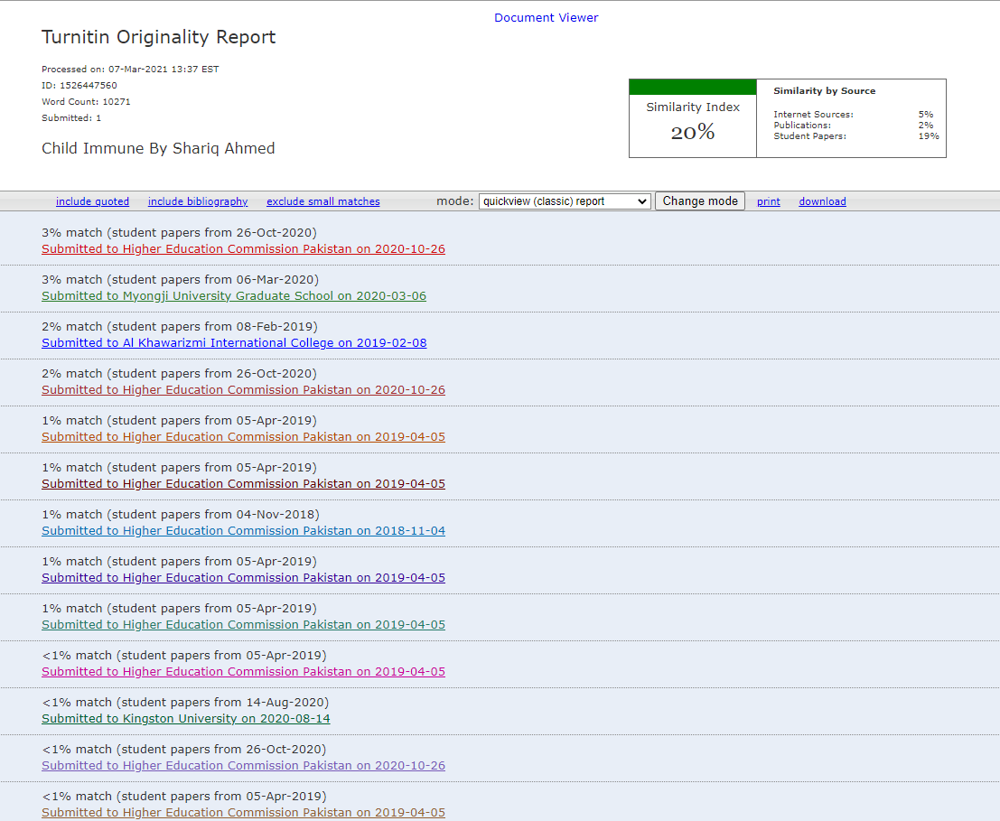 Document Viewer
Turnitin Originality Report
Processed on: 07-Mar-2021 13:37 EST
ID: 1526447560
Word Count: 10271
Submitted: 1
Child Immune By Shariq Ahmed
Similarity Index
20%
Similarity by Source
Internet Sources: 5%
Publications: 2%
Student Papers: 19%
include quoted include bibliography exclude small matches mode: quickview (classic) report Change mode print download
3% match (student papers from 26-Oct-2020)
Submitted to Higher Education Commission Pakistan on 2020-10-26
3% match (student papers from 06-Mar-2020)
Submitted to Myongji University Graduate School on 2020-03-06
2% match (student papers from 08-Feb-2019)
Submitted to Al Khawarizmi International College on 2019-02-08
2% match (student papers from 26-Oct-2020)
Submitted to Higher Education Commission Pakistan on 2020-10-26
1% match (student papers from 05-Apr-2019)
Submitted to Higher Education Commission Pakistan on 2019-04-05
1% match (student papers from 05-Apr-2019)
Submitted to Higher Education Commission Pakistan on 2019-04-05
1% match (student papers from 04-Nov-2018)
Submitted to Higher Education Commission Pakistan on 2018-11-04
1% match (student papers from 05-Apr-2019)
Submitted to Higher Education Commission Pakistan on 2019-04-05
1% match (student papers from 05-Apr-2019)
Submitted to Higher Education Commission Pakistan on 2019-04-05
<1% match (student papers from 05-Apr-2019)
Submitted to Higher Education Commission Pakistan on 2019-04-05
<1% match (student papers from 14-Aug-2020)
Submitted to Kingston University on 2020-08-14
<1% match (student papers from 26-Oct-2020)
Submitted to Higher Education Commission Pakistan on 2020-10-26
<1% match (student papers from 05-Apr-2019)
Submitted to Higher Education Commission Pakistan on 2019-04-05